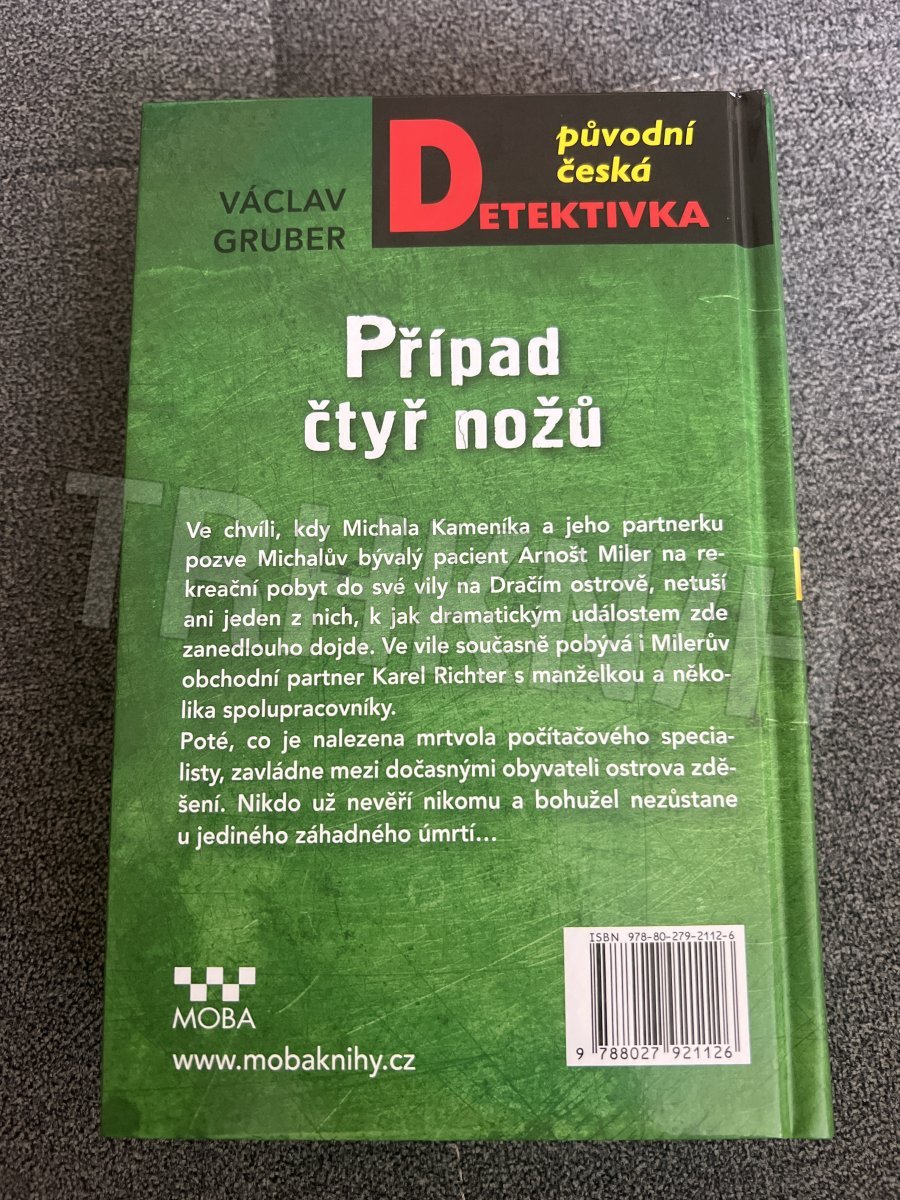 VÁCLAV
GRUBER
původní
česká
DETEKTIVKA
Případ
čtyř nožů
Ve chvíli, kdy Michala Kameníka a jeho partnerku
pozve Michalův bývalý pacient Arnošt Miler na re-
kreační pobyt do své vily na Dračím ostrově, netuší
ani jeden z nich, k jak dramatickým událostem zde
zanedlouho dojde. Ve vile současně pobývá i Milerův
obchodní partner Karel Richter s manželkou a něko-
lika spolupracovníky.
Poté, co je nalezena mrtvola počítačového specia-
listy, zavládne mezi dočasnými obyvateli ostrova zdě-
šení. Nikdo už nevěří nikomu a bohužel nezůstane
u jediného záhadného úmrtí...
ISBN 978-80-279-2112-6
9 788027 921126
MOBA
www.mobaknihy.cz